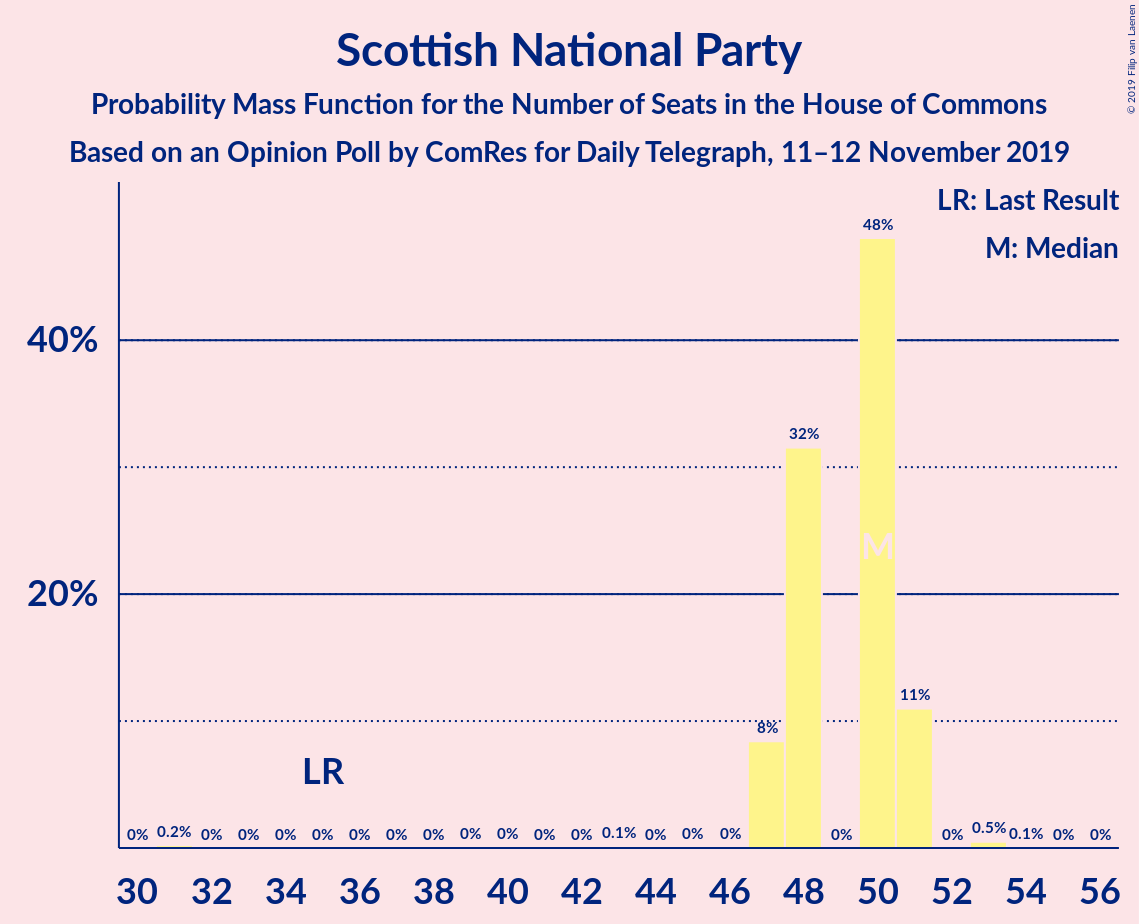 Scottish National Party
Probability Mass Function for the Number of Seats in the House of Commons
Based on an Opinion Poll by ComRes for Daily Telegraph, 11–12 November 2019
© 2019 Filip van Laenen
LR: Last Result
M: Median
48%
40%
32%
M
20%
11%
8%
LR
0% 0.2% 0% 0% 0% 0% 0% 0% 0% 0% 0% 0% 0% 0.1% 0% 0% 0% 0% 0% 0.5% 0.1% 0% 0%
30 32 34 36 38 40 42 44 46 48 50 52 54 56